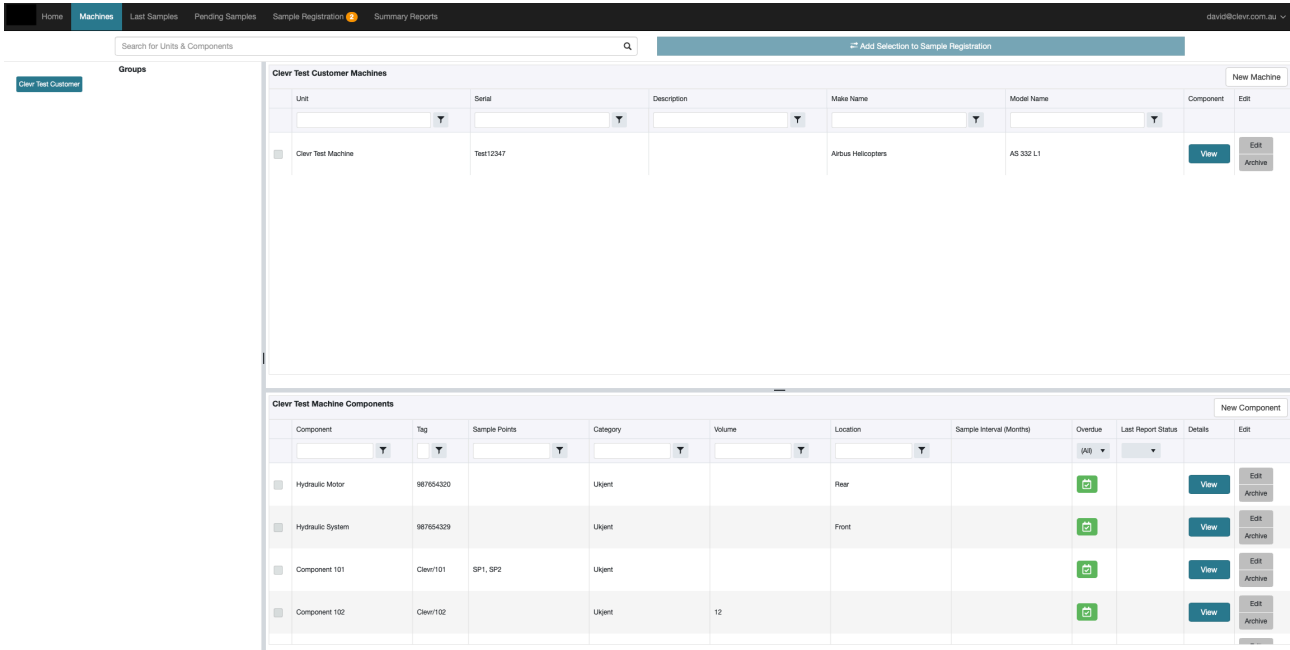 Home Machines Last Samples Pending Samples Sample Registration 2 Summary Reports david@clevr.com.au
Search for Units & Components Add Selection to Sample Registration
Groups
Clevr Test Customer
Clevr Test Customer Machines New Machine
Unit Serial Description Make Name Model Name Component Edit
Clevr Test Machine Test12347 Airbus Helicopters AS 332 L1 View Edit
Archive
Clevr Test Machine Components New Component
Component Tag Sample Points Category Volume Location Sample Interval (Months) Overdue Last Report Status Details Edit
(All)
Hydraulic Motor 987654320 Ukjent Rear View Edit
Archive
Hydraulic System 987654329 Ukjent Front View Edit
Archive
Component 101 Clevr/101 SP1, SP2 Ukjent View Edit
Archive
Component 102 Clevr/102 Ukjent 12 View Edit
Archive